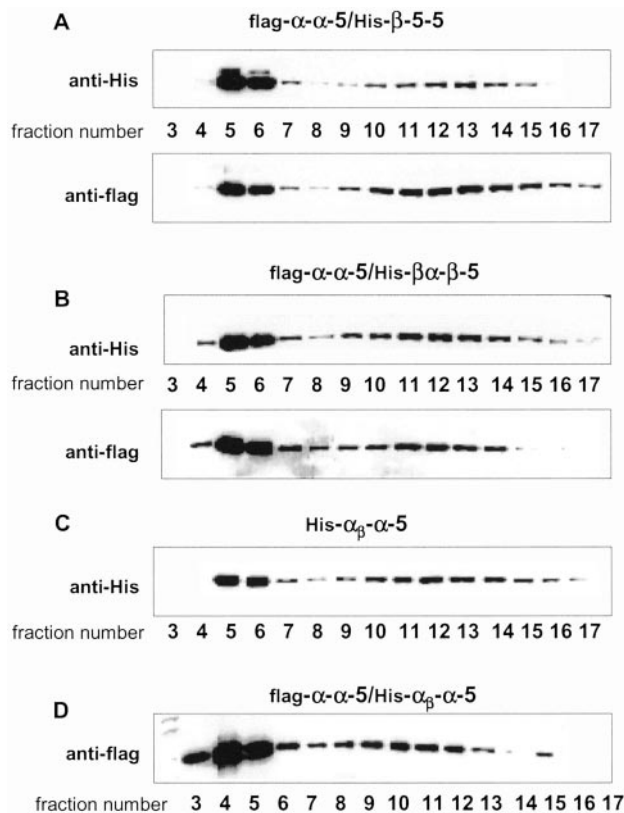 A
flag-α-α-5/His-β-5-5
anti-His
fraction number 3 4 5 6 7 8 9 10 11 12 13 14 15 16 17
anti-flag
flag-α-α-5/His-βα-β-5
B
anti-His
fraction number 3 4 5 6 7 8 9 10 11 12 13 14 15 16 17
anti-flag
C
His-αβ-α-5
anti-His
fraction number 3 4 5 6 7 8 9 10 11 12 13 14 15 16 17
D
flag-α-α-5/His-αβ-α-5
anti-flag
fraction number 3 4 5 6 7 8 9 10 11 12 13 14 15 16 17